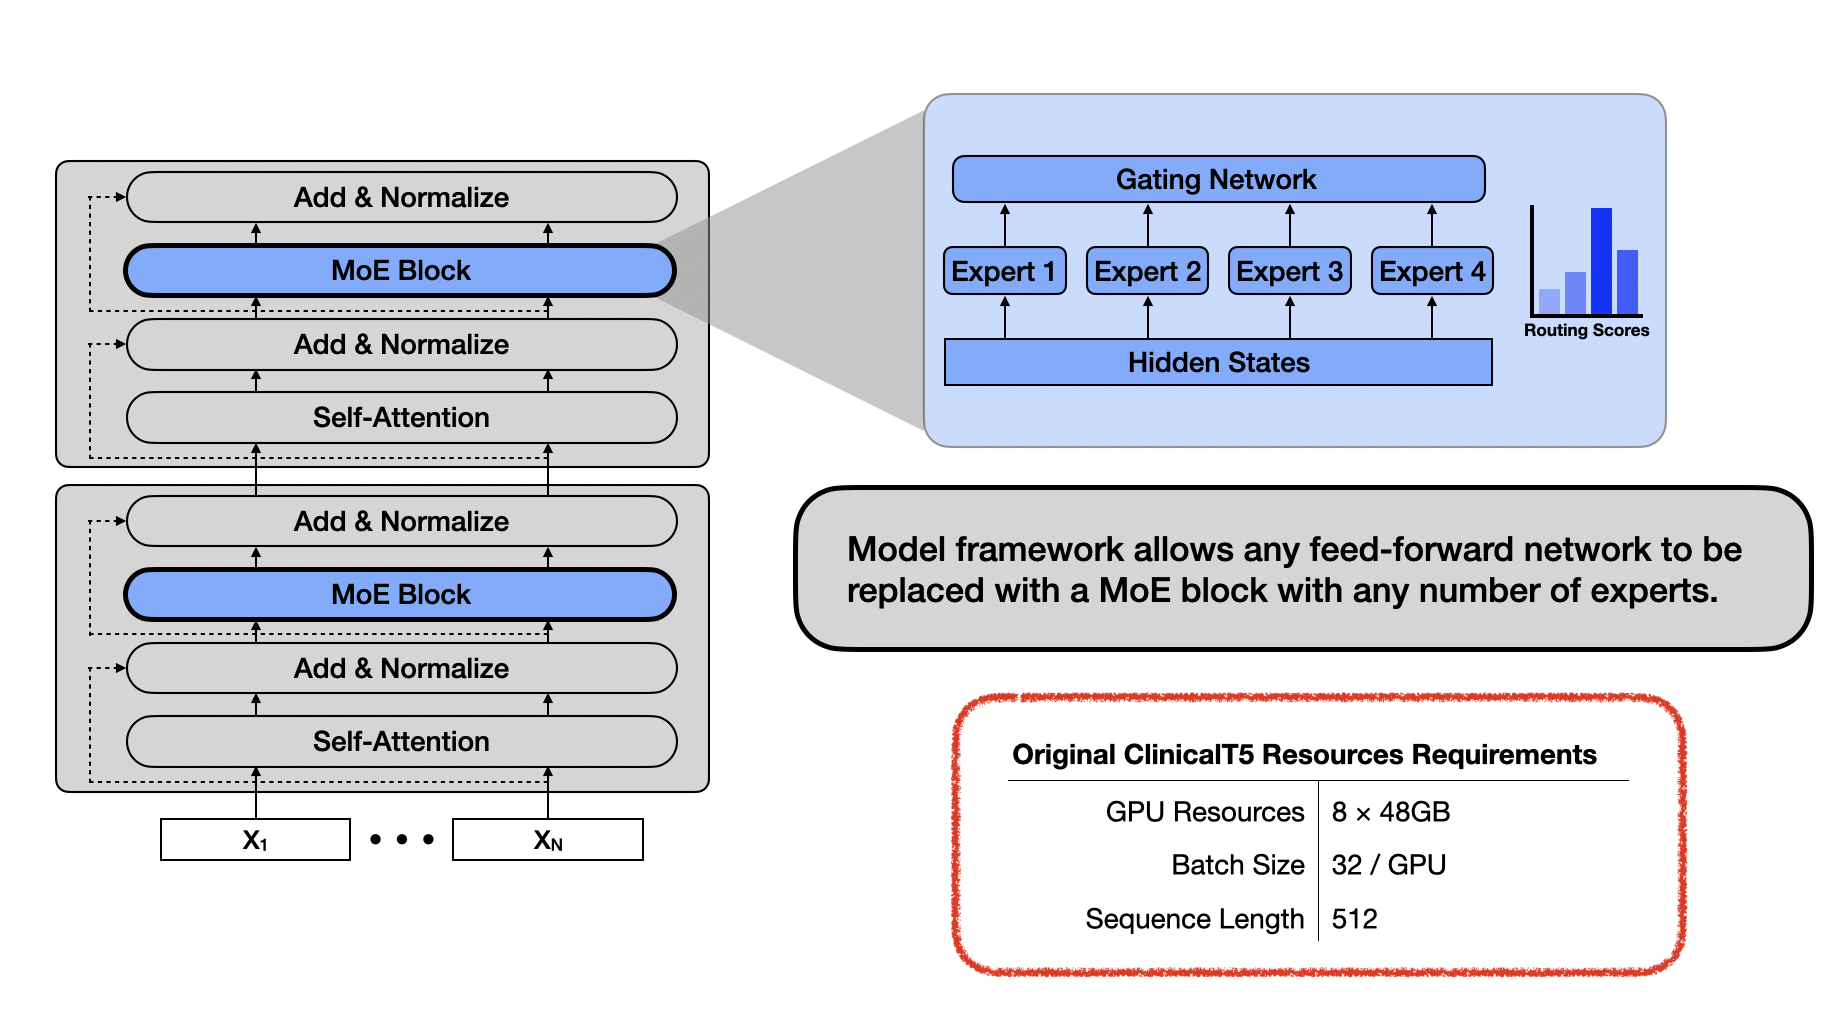 Add & Normalize
MoE Block
Add & Normalize
Self-Attention
Add & Normalize
MoE Block
Add & Normalize
Self-Attention
X₁ • • • X_N
Gating Network
Expert 1 Expert 2 Expert 3 Expert 4
Hidden States
Routing Scores
Model framework allows any feed-forward network to be
replaced with a MoE block with any number of experts.
Original ClinicalT5 Resources Requirements
GPU Resources 8 × 48GB
Batch Size 32 / GPU
Sequence Length 512